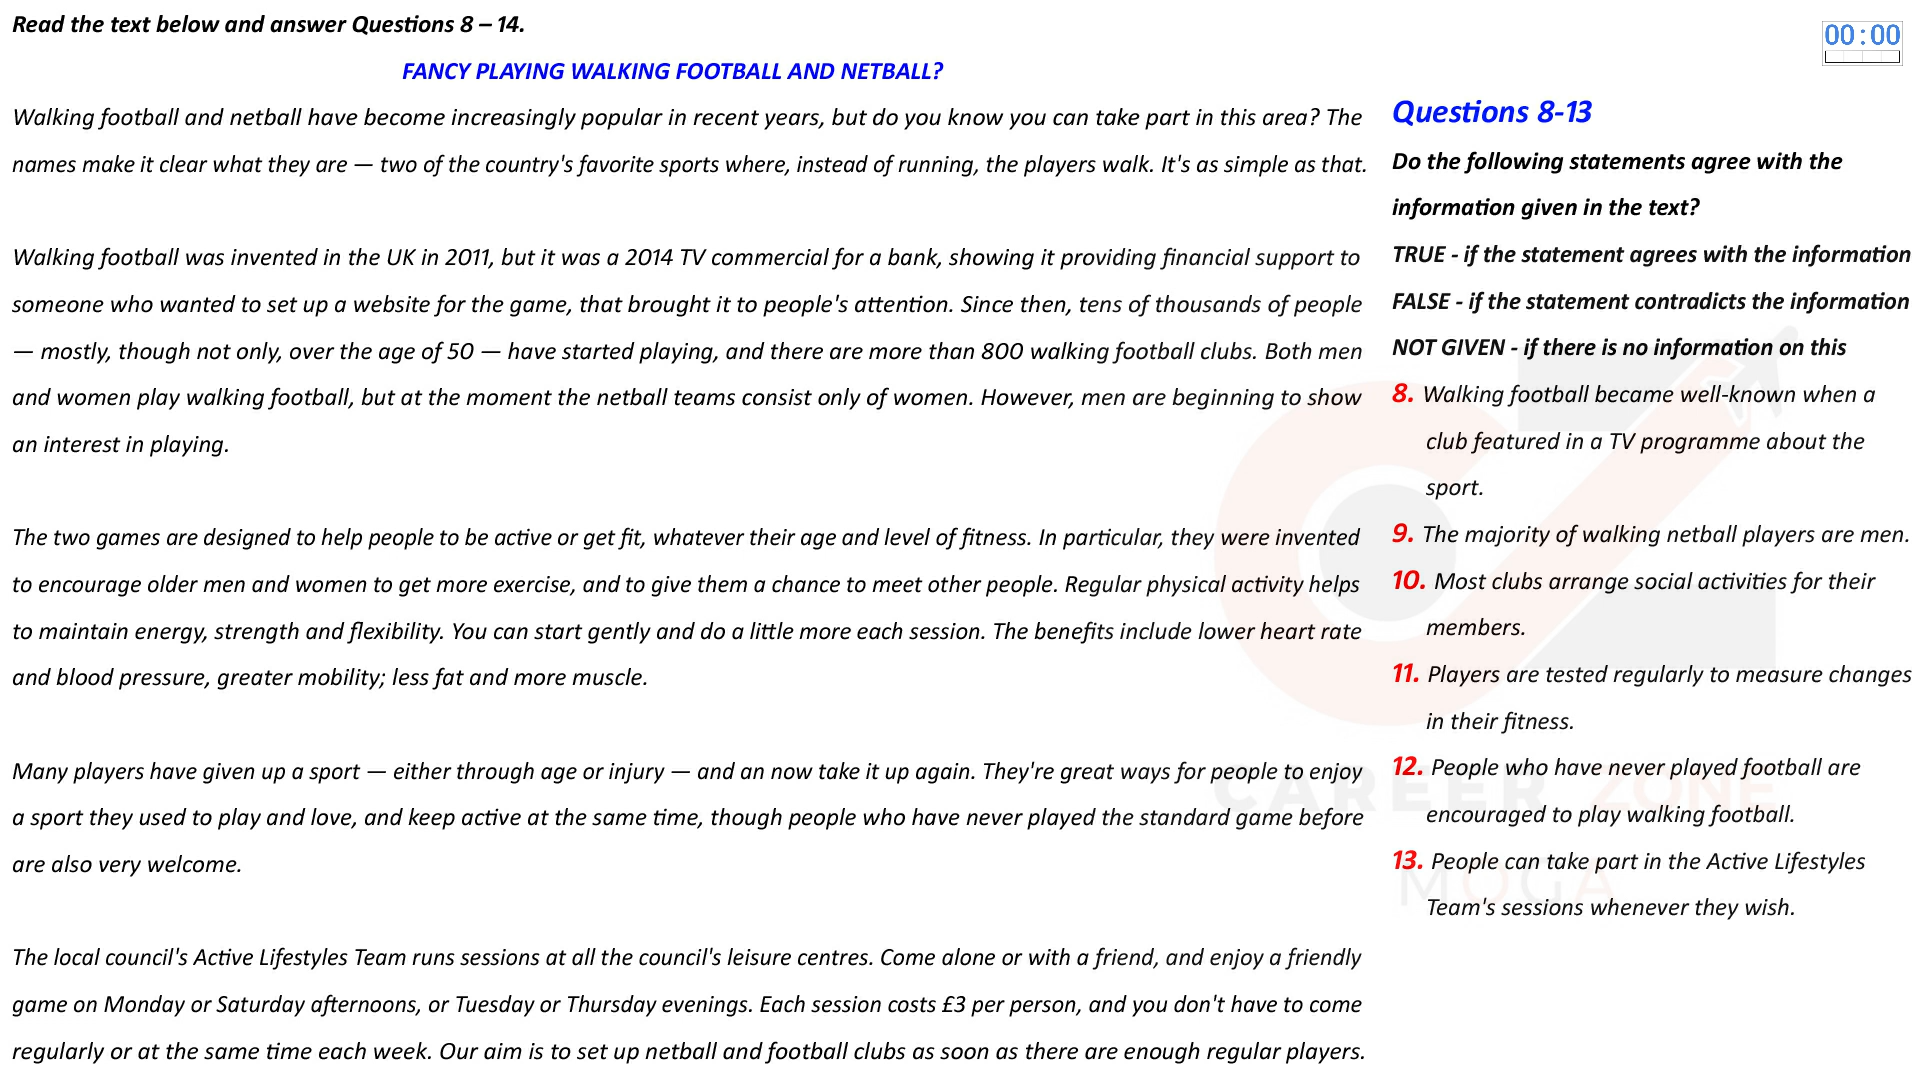 Read the text below and answer Questions 8 – 14.
FANCY PLAYING WALKING FOOTBALL AND NETBALL?
Walking football and netball have become increasingly popular in recent years, but do you know you can take part in this area? The
names make it clear what they are — two of the country's favorite sports where, instead of running, the players walk. It's as simple as that.
Walking football was invented in the UK in 2011, but it was a 2014 TV commercial for a bank, showing it providing financial support to
someone who wanted to set up a website for the game, that brought it to people's attention. Since then, tens of thousands of people
— mostly, though not only, over the age of 50 — have started playing, and there are more than 800 walking football clubs. Both men
and women play walking football, but at the moment the netball teams consist only of women. However, men are beginning to show
an interest in playing.
The two games are designed to help people to be active or get fit, whatever their age and level of fitness. In particular, they were invented
to encourage older men and women to get more exercise, and to give them a chance to meet other people. Regular physical activity helps
to maintain energy, strength and flexibility. You can start gently and do a little more each session. The benefits include lower heart rate
and blood pressure, greater mobility; less fat and more muscle.
Many players have given up a sport — either through age or injury — and an now take it up again. They're great ways for people to enjoy
a sport they used to play and love, and keep active at the same time, though people who have never played the standard game before
are also very welcome.
The local council's Active Lifestyles Team runs sessions at all the council's leisure centres. Come alone or with a friend, and enjoy a friendly
game on Monday or Saturday afternoons, or Tuesday or Thursday evenings. Each session costs £3 per person, and you don't have to come
regularly or at the same time each week. Our aim is to set up netball and football clubs as soon as there are enough regular players.
00:00
Questions 8-13
Do the following statements agree with the
information given in the text?
TRUE - if the statement agrees with the information
FALSE - if the statement contradicts the information
NOT GIVEN - if there is no information on this
8. Walking football became well-known when a
club featured in a TV programme about the
sport.
9. The majority of walking netball players are men.
10. Most clubs arrange social activities for their
members.
11. Players are tested regularly to measure changes
in their fitness.
12. People who have never played football are
encouraged to play walking football.
13. People can take part in the Active Lifestyles
Team's sessions whenever they wish.
CAREER ZONE
MOGA